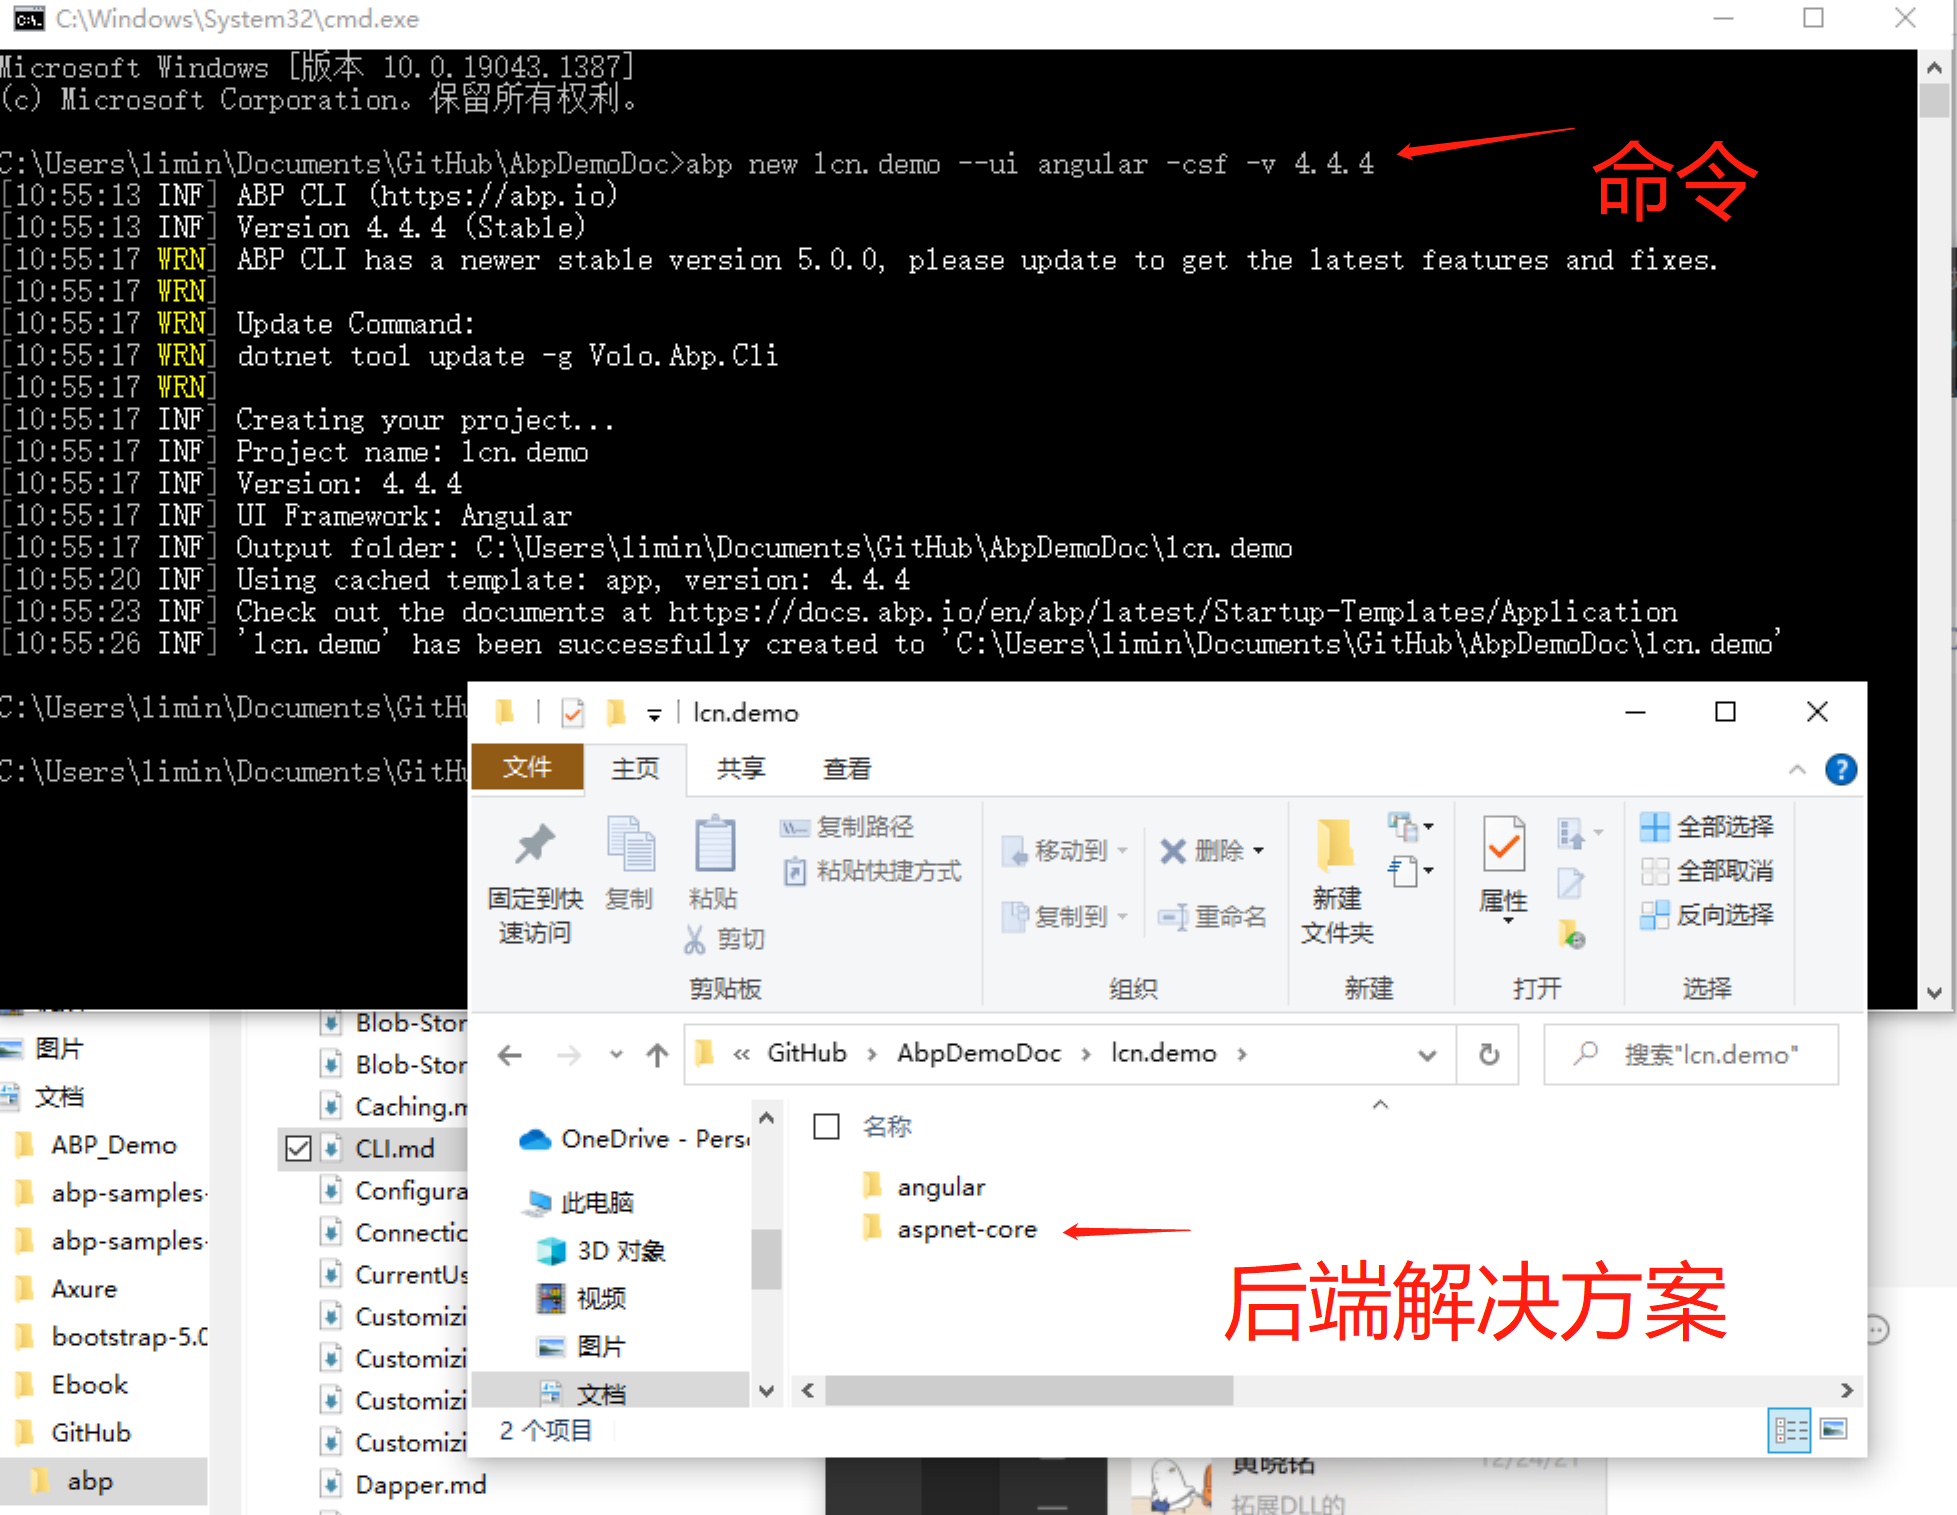 C:\Windows\System32\cmd.exe
Microsoft Windows [版本 10.0.19043.1387]
(c) Microsoft Corporation。保留所有权利。
C:\Users\limin\Documents\GitHub\AbpDemoDoc>abp new lcn.demo --ui angular -csf -v 4.4.4
命令
[10:55:13 INF] ABP CLI (https://abp.io)
[10:55:13 INF] Version 4.4.4 (Stable)
[10:55:17 WRN] ABP CLI has a newer stable version 5.0.0, please update to get the latest features and fixes.
[10:55:17 WRN]
[10:55:17 WRN] Update Command:
[10:55:17 WRN] dotnet tool update -g Volo.Abp.Cli
[10:55:17 WRN]
[10:55:17 INF] Creating your project...
[10:55:17 INF] Project name: lcn.demo
[10:55:17 INF] Version: 4.4.4
[10:55:17 INF] UI Framework: Angular
[10:55:17 INF] Output folder: C:\Users\limin\Documents\GitHub\AbpDemoDoc\lcn.demo
[10:55:20 INF] Using cached template: app, version: 4.4.4
[10:55:23 INF] Check out the documents at https://docs.abp.io/en/abp/latest/Startup-Templates/Application
[10:55:26 INF] 'lcn.demo' has been successfully created to 'C:\Users\limin\Documents\GitHub\AbpDemoDoc\lcn.demo'
C:\Users\limin\Documents\GitHu
C:\Users\limin\Documents\GitHu
lcn.demo
文件 主页 共享 查看
固定到快
速访问
复制
粘贴
复制路径
粘贴快捷方式
剪切
剪贴板
移动到
复制到
删除
重命名
组织
新建
文件夹
新建
属性
打开
全部选择
全部取消
反向选择
选择
« GitHub › AbpDemoDoc › lcn.demo ›
搜索"lcn.demo"
OneDrive - Perso
此电脑
3D 对象
视频
图片
文档
名称
angular
aspnet-core
后端解决方案
2 个项目
图片
文档
ABP_Demo
abp-samples-
abp-samples-
Axure
bootstrap-5.0
Ebook
GitHub
abp
Blob-Stor
Blob-Stor
Caching.m
CLI.md
Configura
Connectio
CurrentUs
Customizi
Customizi
Customizi
Customizi
Dapper.md
黄晓铭
12/24/21
拓展DLL的